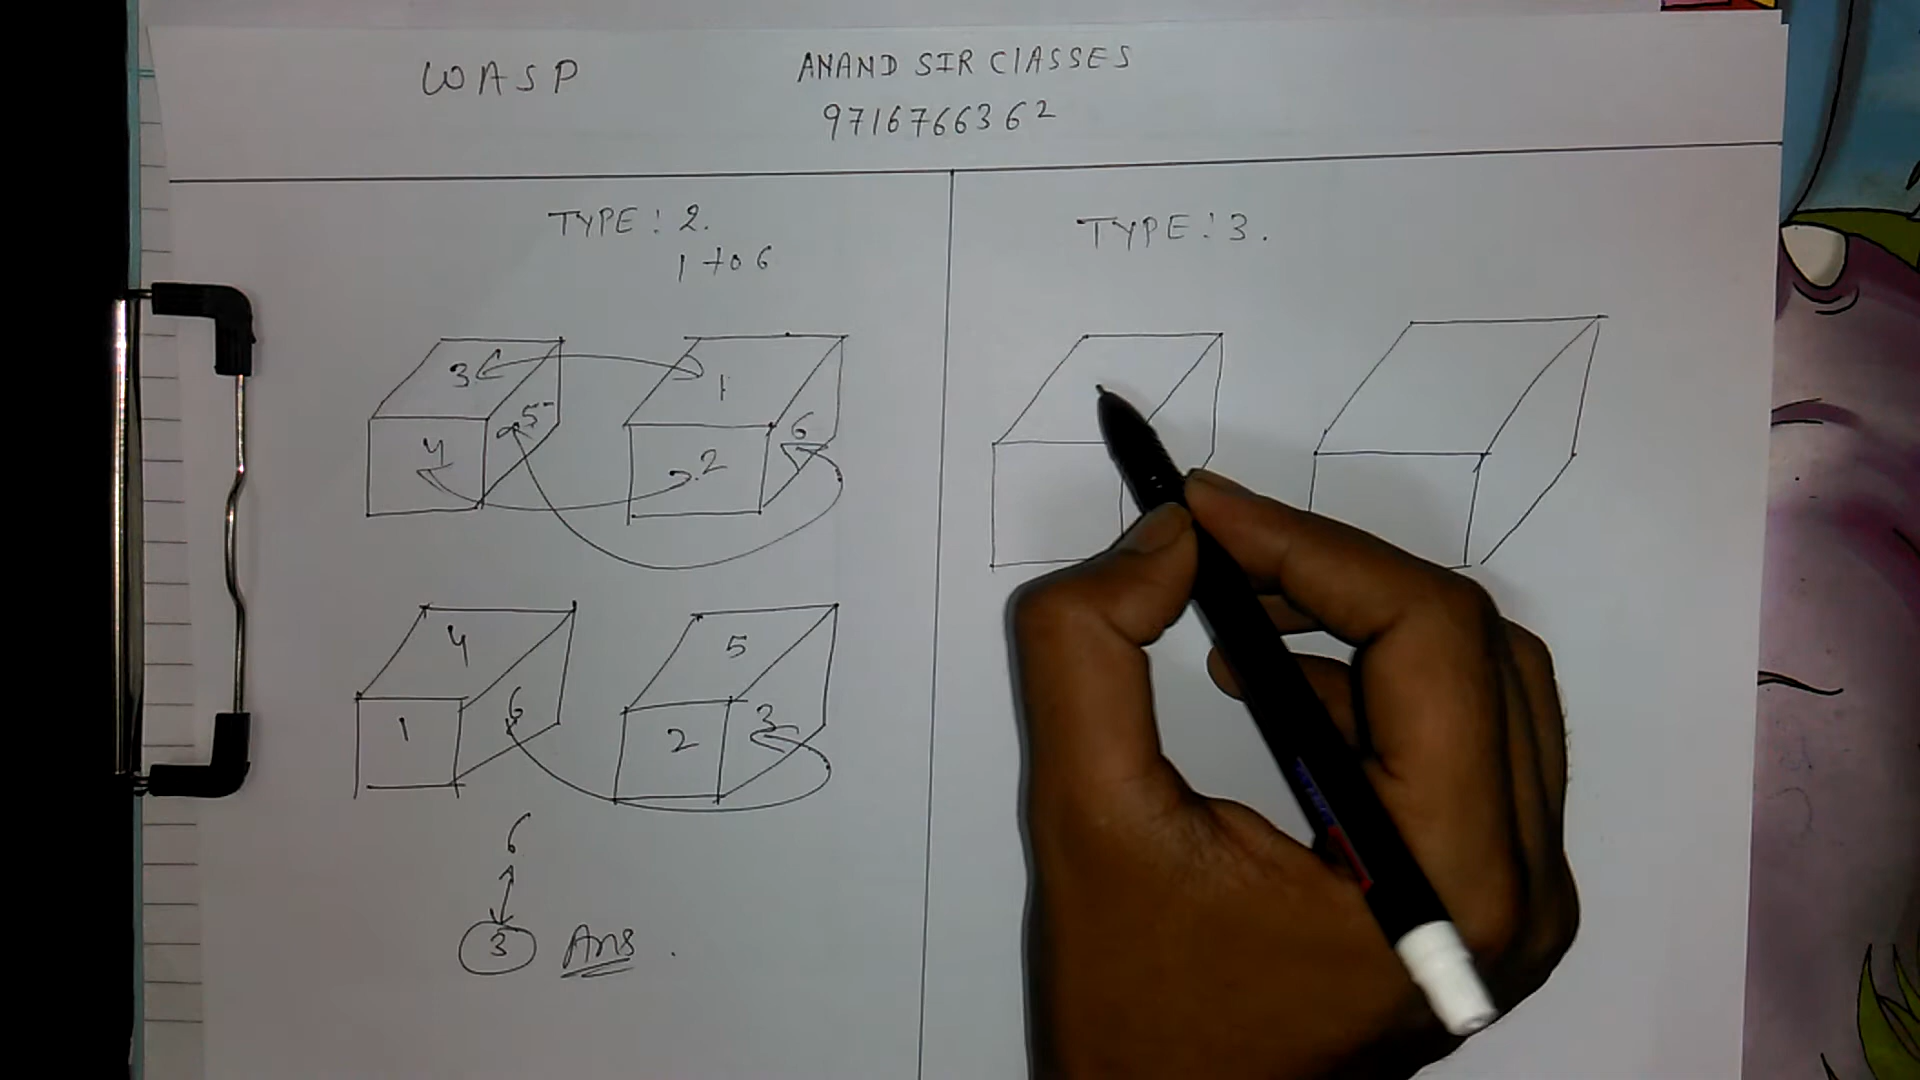 WASP
ANAND SIR ClASSES
9716766362
TYPE: 2.
1 to 6
3
1
5
6
4
2
4
5
6
3
1
2
6
3 Ans.
TYPE: 3.